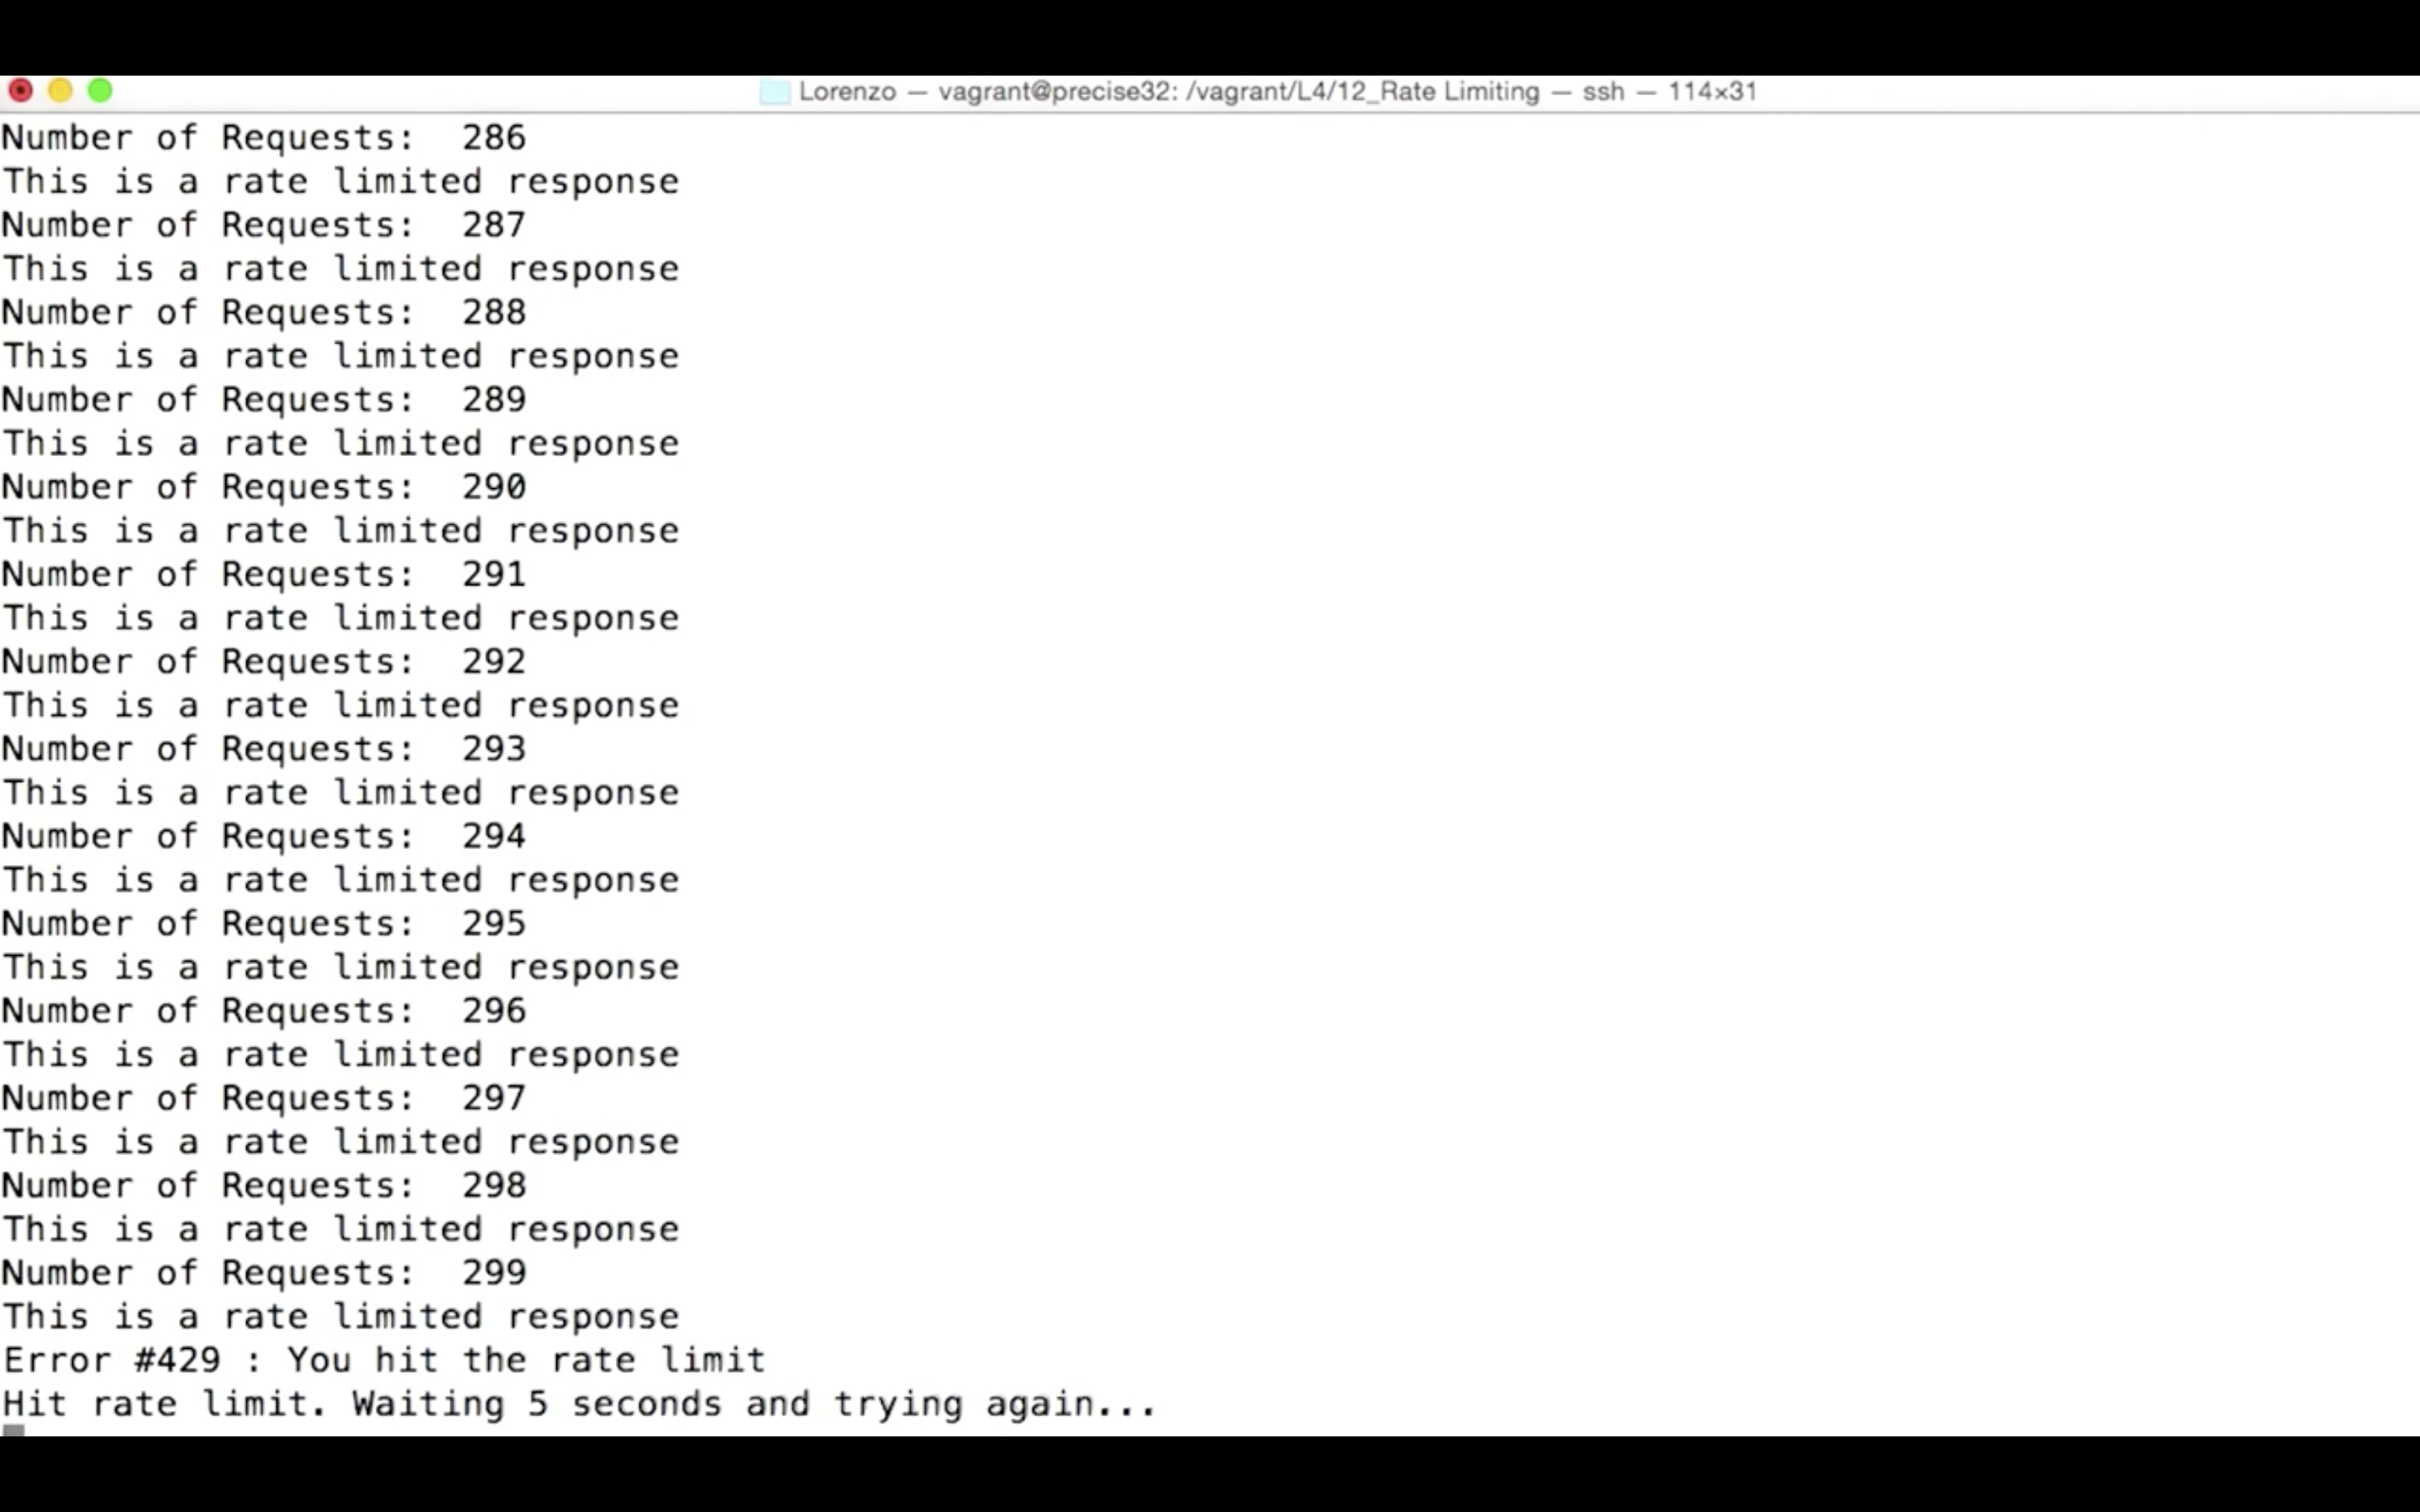 Lorenzo — vagrant@precise32: /vagrant/L4/12_Rate Limiting — ssh — 114×31
Number of Requests:  286
This is a rate limited response
Number of Requests:  287
This is a rate limited response
Number of Requests:  288
This is a rate limited response
Number of Requests:  289
This is a rate limited response
Number of Requests:  290
This is a rate limited response
Number of Requests:  291
This is a rate limited response
Number of Requests:  292
This is a rate limited response
Number of Requests:  293
This is a rate limited response
Number of Requests:  294
This is a rate limited response
Number of Requests:  295
This is a rate limited response
Number of Requests:  296
This is a rate limited response
Number of Requests:  297
This is a rate limited response
Number of Requests:  298
This is a rate limited response
Number of Requests:  299
This is a rate limited response
Error #429 : You hit the rate limit
Hit rate limit. Waiting 5 seconds and trying again...